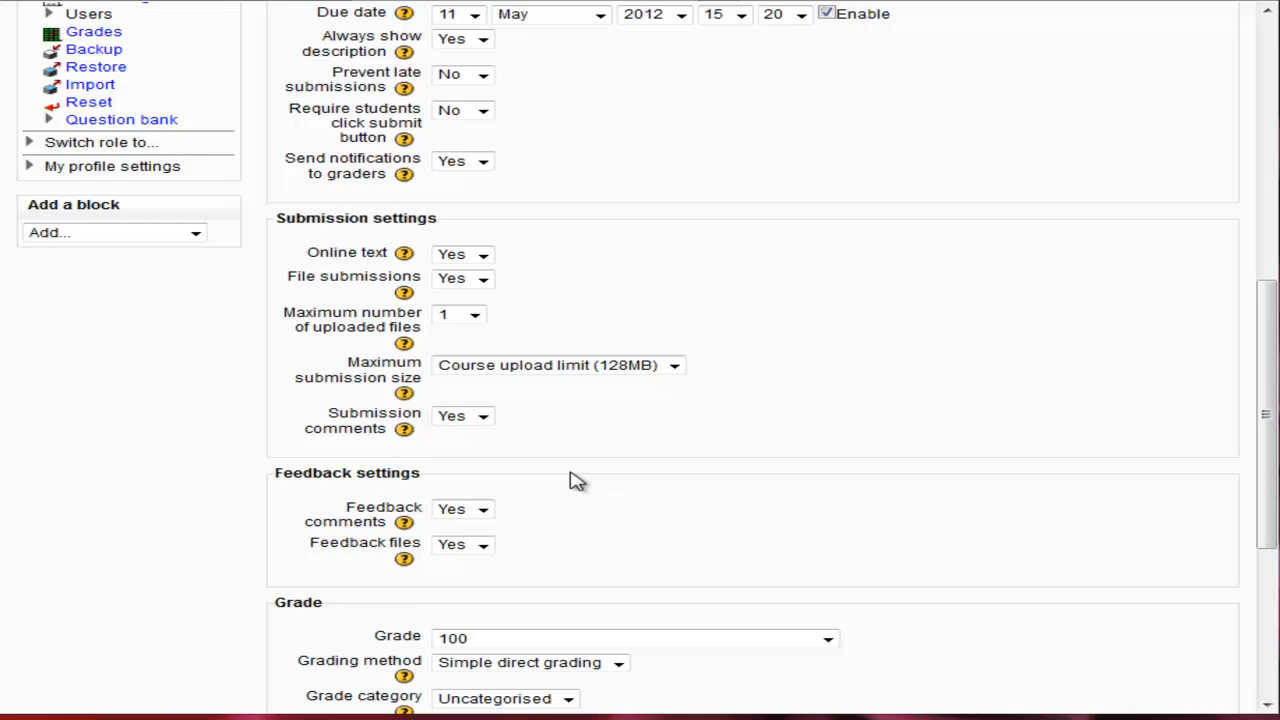 Users
Grades
Backup
Restore
Import
Reset
Question bank
Switch role to...
My profile settings
Add a block
Add...
Due date 11 May 2012 15 20 Enable
Always show
description Yes
Prevent late
submissions No
Require students
click submit
button No
Send notifications
to graders Yes
Submission settings
Online text Yes
File submissions Yes
Maximum number
of uploaded files 1
Maximum
submission size Course upload limit (128MB)
Submission
comments Yes
Feedback settings
Feedback
comments Yes
Feedback files Yes
Grade
Grade 100
Grading method Simple direct grading
Grade category Uncategorised